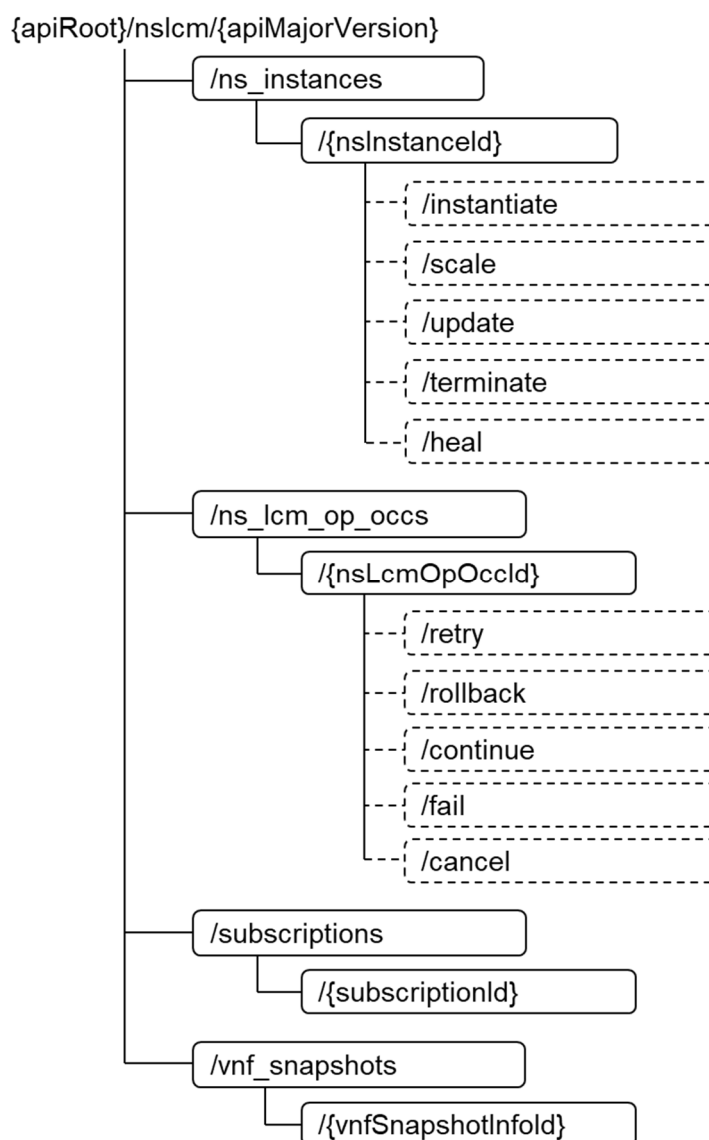 {apiRoot}/nslcm/{apiMajorVersion}
/ns_instances
/{nsInstanceId}
/instantiate
/scale
/update
/terminate
/heal
/ns_lcm_op_occs
/{nsLcmOpOccId}
/retry
/rollback
/continue
/fail
/cancel
/subscriptions
/{subscriptionId}
/vnf_snapshots
/{vnfSnapshotInfoId}